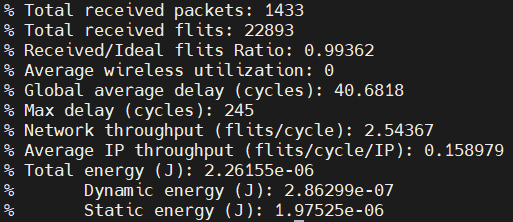 % Total received packets: 1433
% Total received flits: 22893
% Received/Ideal flits Ratio: 0.99362
% Average wireless utilization: 0
% Global average delay (cycles): 40.6818
% Max delay (cycles): 245
% Network throughput (flits/cycle): 2.54367
% Average IP throughput (flits/cycle/IP): 0.158979
% Total energy (J): 2.26155e-06
%       Dynamic energy (J): 2.86299e-07
%       Static energy (J): 1.97525e-06